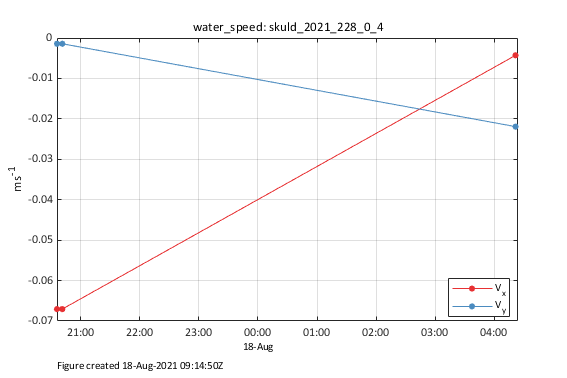 water_speed: skuld_2021_228_0_4
0
-0.01
-0.02
-0.03
-0.04
-0.05
-0.06
-0.07
ms-1
21:00 22:00 23:00 00:00 01:00 02:00 03:00 04:00
18-Aug
Vx
Vy
Figure created 18-Aug-2021 09:14:50Z